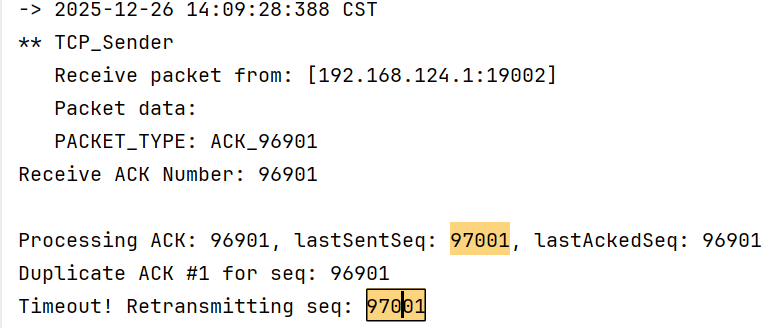 -> 2025-12-26 14:09:28:388 CST
** TCP_Sender
Receive packet from: [192.168.124.1:19002]
Packet data:
PACKET_TYPE: ACK_96901
Receive ACK Number: 96901
Processing ACK: 96901, lastSentSeq: 97001, lastAckedSeq: 96901
Duplicate ACK #1 for seq: 96901
Timeout! Retransmitting seq: 97001